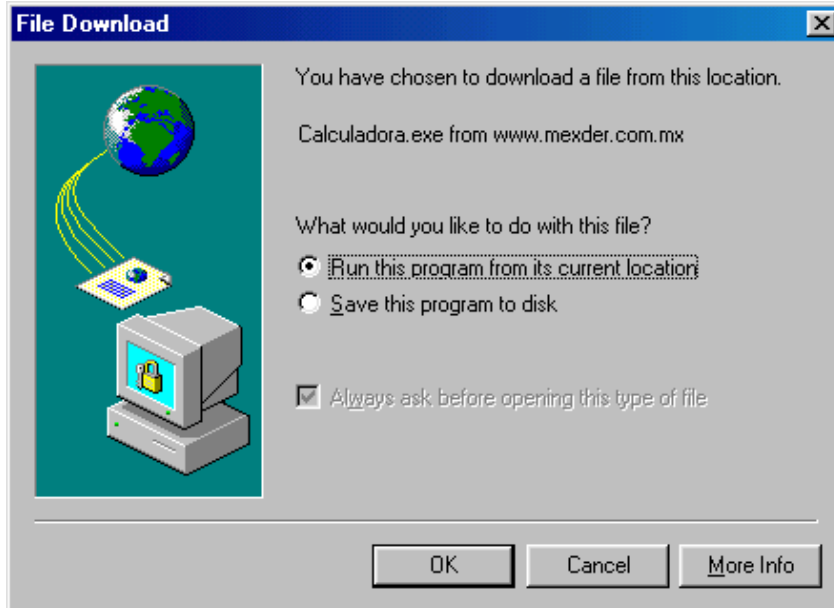 File Download
You have chosen to download a file from this location.
Calculadora.exe from www.mexder.com.mx
What would you like to do with this file?
Run this program from its current location
Save this program to disk
Always ask before opening this type of file
OK
Cancel
More Info